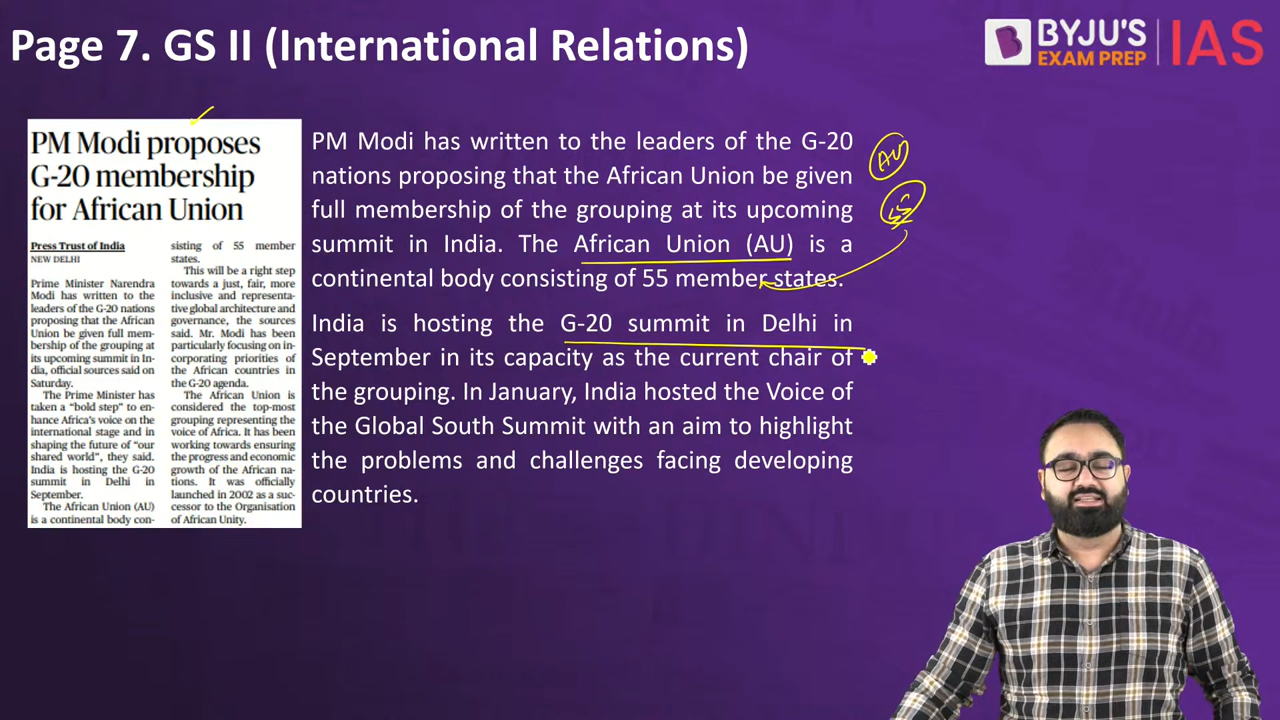 Page 7. GS II (International Relations)
BYJU'S
EXAM PREP
IAS
PM Modi proposes
G-20 membership
for African Union
Press Trust of India
NEW DELHI
Prime Minister Narendra
Modi has written to the
leaders of the G-20 nations
proposing that the African
Union be given full mem-
bership of the grouping at
its upcoming summit in In-
dia, official sources said on
Saturday.
The Prime Minister has
taken a “bold step” to en-
hance Africa’s voice on the
international stage and in
shaping the future of “our
shared world”, they said.
India is hosting the G-20
summit in Delhi in
September.
The African Union (AU)
is a continental body con-
sisting of 55 member
states.
This will be a right step
towards a just, fair, more
inclusive and representa-
tive global architecture and
governance, the sources
said. Mr. Modi has been
particularly focusing on in-
corporating priorities of
the African countries in
the G-20 agenda.
The African Union is
considered the top-most
grouping representing the
voice of Africa. It has been
working towards ensuring
the progress and economic
growth of the African na-
tions. It was officially
launched in 2002 as a suc-
cessor to the Organisation
of African Unity.
PM Modi has written to the leaders of the G-20
nations proposing that the African Union be given
full membership of the grouping at its upcoming
summit in India. The African Union (AU) is a
continental body consisting of 55 member states.
India is hosting the G-20 summit in Delhi in
September in its capacity as the current chair of
the grouping. In January, India hosted the Voice of
the Global South Summit with an aim to highlight
the problems and challenges facing developing
countries.
AU